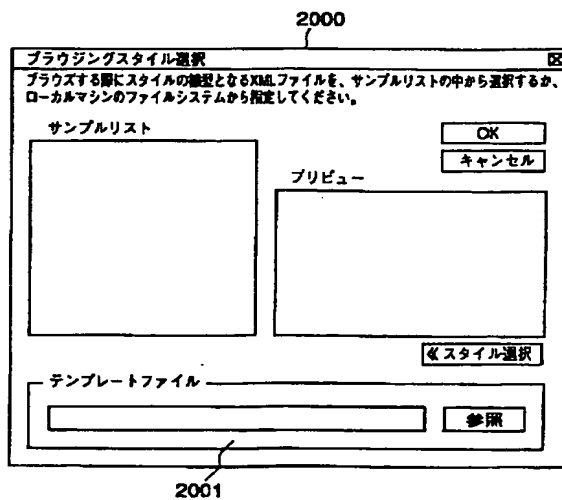 2000
ブラウジングスタイル選択
ブラウズする際にスタイルの雛型となるXMLファイルを、サンプルリストの中から選択するか、
ローカルマシンのファイルシステムから指定してください。
サンプルリスト
OK
キャンセル
プリビュー
≪スタイル選択
テンプレートファイル
参照
2001